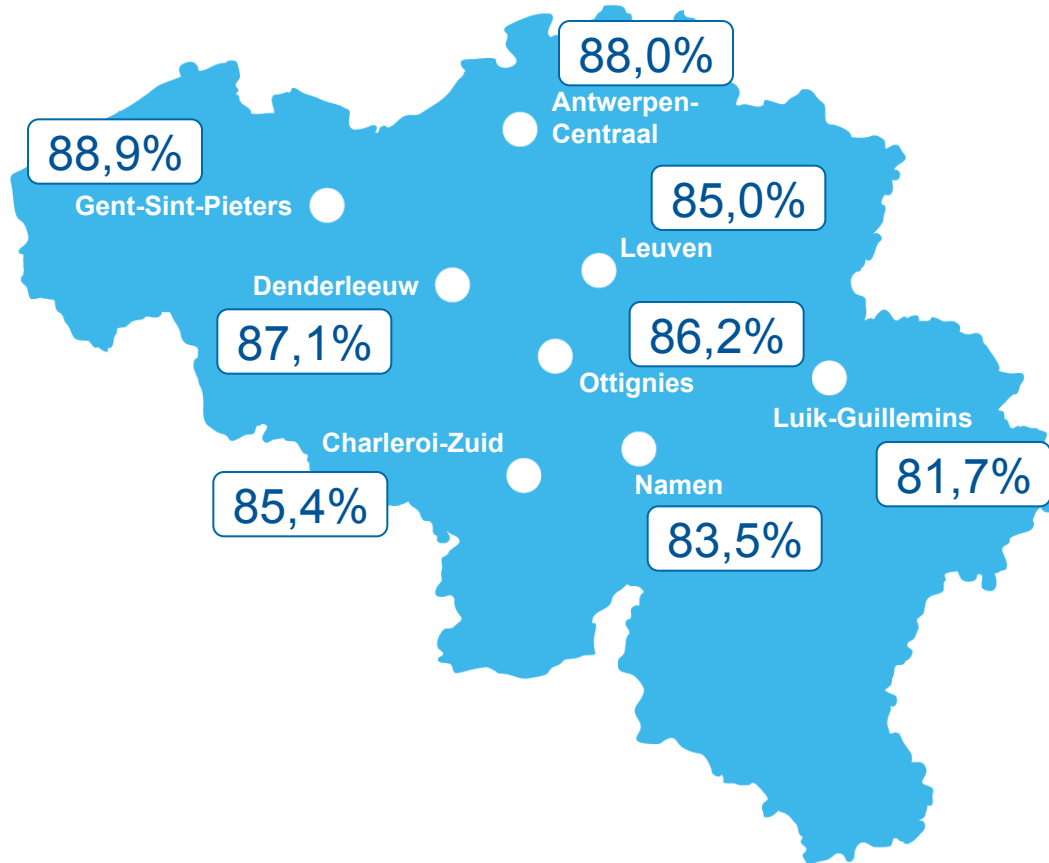 88,0%
Antwerpen-
Centraal
88,9%
Gent-Sint-Pieters
85,0%
Leuven
Denderleeuw
87,1%
86,2%
Ottignies
Luik-Guillemins
81,7%
Charleroi-Zuid
85,4%
Namen
83,5%